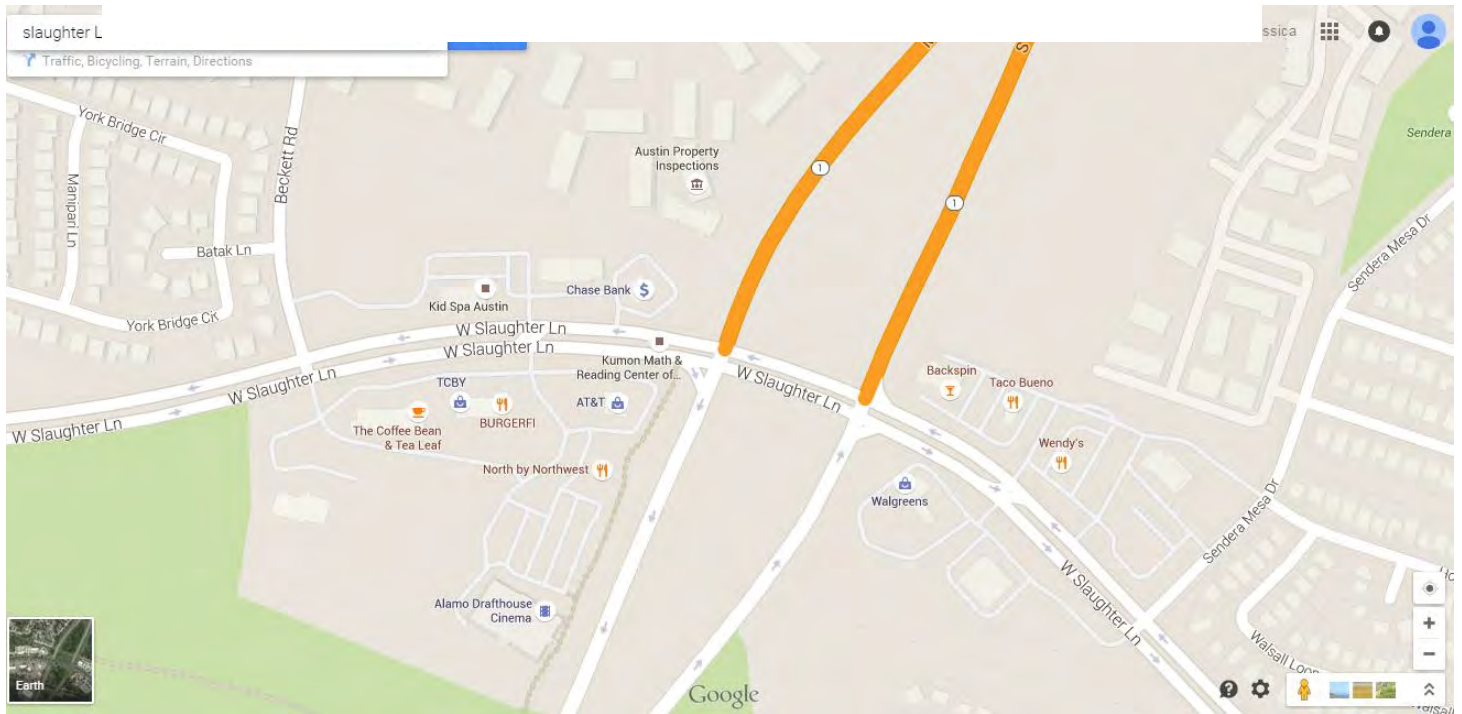 slaughter L
Traffic, Bicycling, Terrain, Directions
ssica
York Bridge Cir
Manipari Ln
Beckett Rd
Batak Ln
York Bridge Cir
Austin Property
Inspections
1
1
S
Sendera
Sendera Mesa Dr
Kid Spa Austin
Chase Bank
$
W Slaughter Ln
W Slaughter Ln
W Slaughter Ln
W Slaughter Ln
W Slaughter Ln
Kumon Math &
Reading Center of...
TCBY
BURGERFI
AT&T
The Coffee Bean
& Tea Leaf
North by Northwest
Backspin
Taco Bueno
Wendy's
Walgreens
Sendera Mesa Dr
W Slaughter Ln
Alamo Drafthouse
Cinema
Walsall Loop
Earth
Google